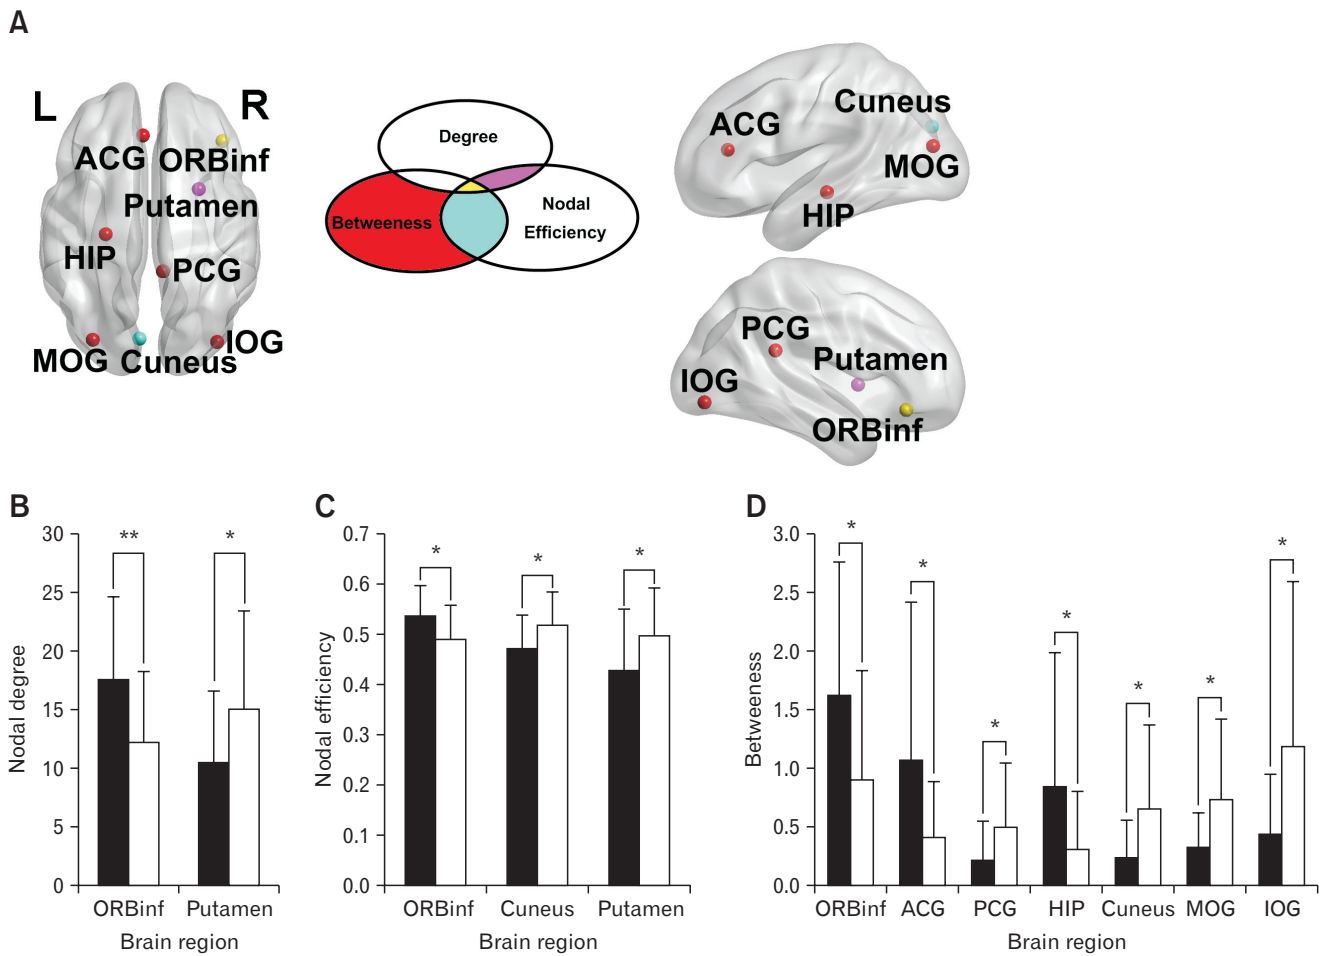 A
L
R
ACG
ORBinf
Putamen
HIP
PCG
MOG
Cuneus
IOG
Degree
Betweeness
Nodal
Efficiency
Cuneus
ACG
MOG
HIP
PCG
Putamen
IOG
ORBinf
B
30
25
20
15
10
5
0
Nodal degree
**
*
ORBinf Putamen
Brain region
C
0.7
0.6
0.5
0.4
0.3
0.2
0.1
0.0
Nodal efficiency
*
*
*
ORBinf Cuneus Putamen
Brain region
D
3.0
2.5
2.0
1.5
1.0
0.5
0.0
Betweeness
*
*
*
*
*
*
*
ORBinf ACG PCG HIP Cuneus MOG IOG
Brain region